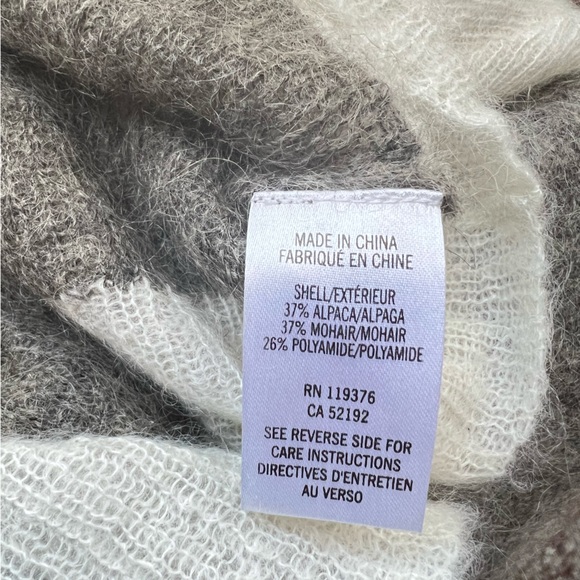 MADE IN CHINA
FABRIQUÉ EN CHINE
SHELL/EXTÉRIEUR
37% ALPACA/ALPAGA
37% MOHAIR/MOHAIR
26% POLYAMIDE/POLYAMIDE
RN 119376
CA 52192
SEE REVERSE SIDE FOR
CARE INSTRUCTIONS
DIRECTIVES D'ENTRETIEN
AU VERSO